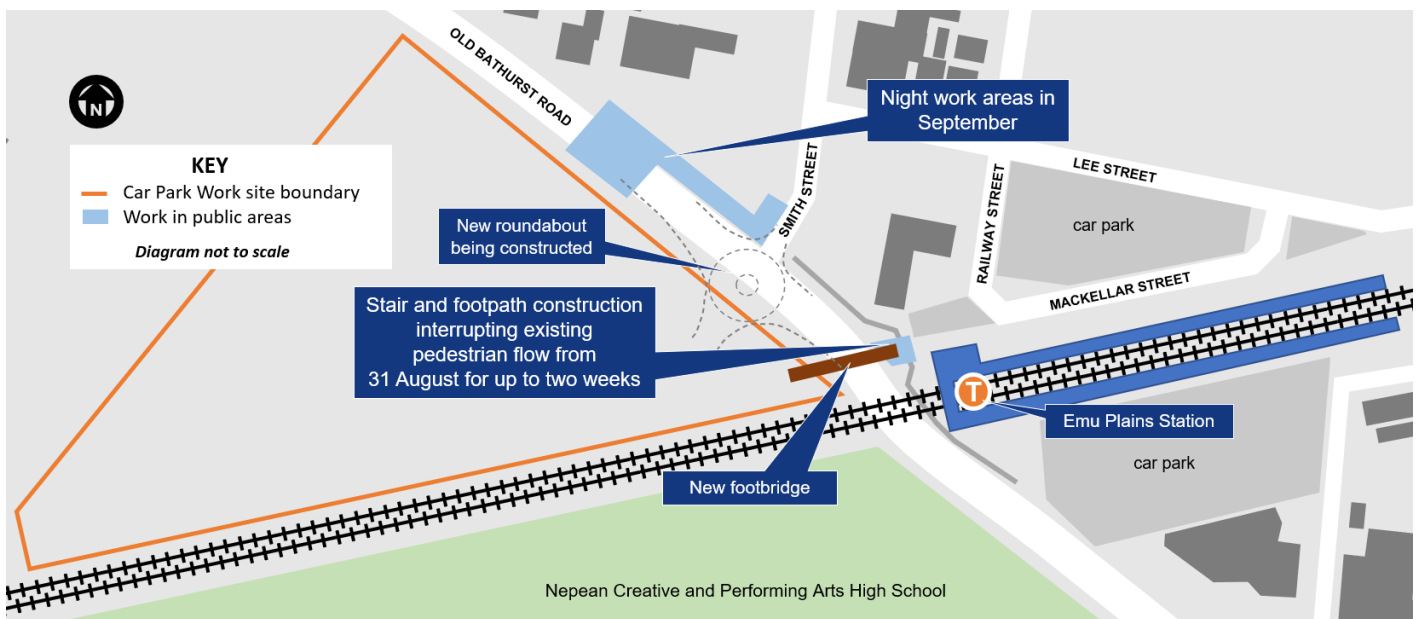 OLD BATHURST ROAD
Night work areas in
September
N
KEY
Car Park Work site boundary
Work in public areas
Diagram not to scale
SMITH STREET
LEE STREET
RAILWAY STREET
car park
New roundabout
being constructed
MACKELLAR STREET
Stair and footpath construction
interrupting existing
pedestrian flow from
31 August for up to two weeks
T
Emu Plains Station
car park
New footbridge
Nepean Creative and Performing Arts High School